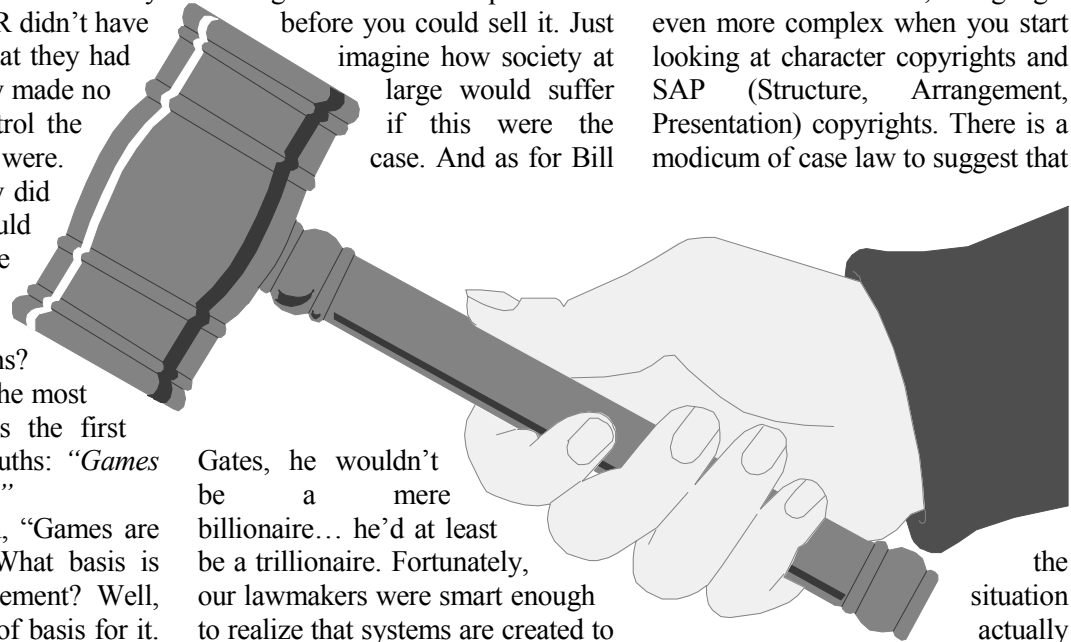 didn’t have
at they had
made no
the
were.
did
he most
the first
“Games
”
“Games are
What basis is
Well,
of basis for it.
before you could sell it. Just
imagine how society at
large would suffer
if this were the
case. And as for Bill
Gates, he wouldn’t
be a mere
billionaire… he’d at least
be a trillionaire. Fortunately,
our lawmakers were smart enough
to realize that systems are created to
even more complex when you start
looking at character copyrights and
SAP (Structure, Arrangement,
Presentation) copyrights. There is a
modicum of case law to suggest that
the
situation
actually